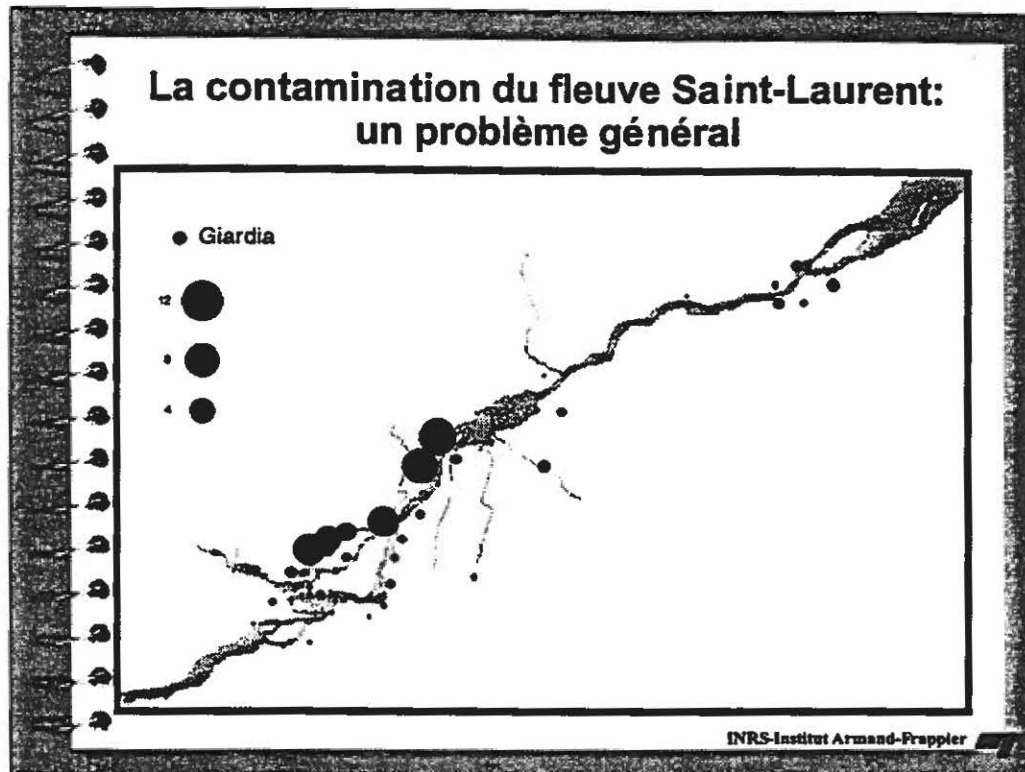 La contamination du fleuve Saint-Laurent:
un problème général
Giardia
12
4
INRS-Institut Armand-Frappier